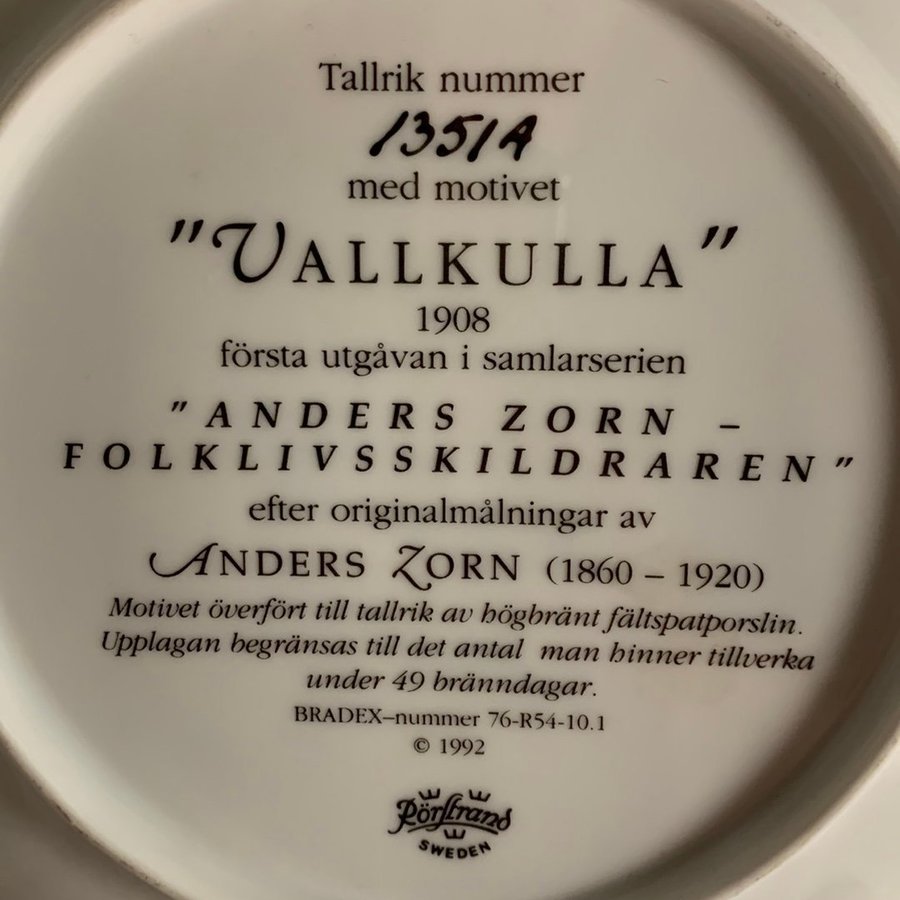 Tallrik nummer
1351A
med motivet
"VALLKULLA"
1908
första utgåvan i samlarserien
"ANDERS ZORN –
FOLKLIVSSKILDRAREN"
efter originalmålningar av
ANDERS ZORN (1860 – 1920)
Motivet överfört till tallrik av högbränt fältspatporslin.
Upplagan begränsas till det antal man hinner tillverka
under 49 bränndagar.
BRADEX–nummer 76-R54-10.1
© 1992
Rörstrand
SWEDEN